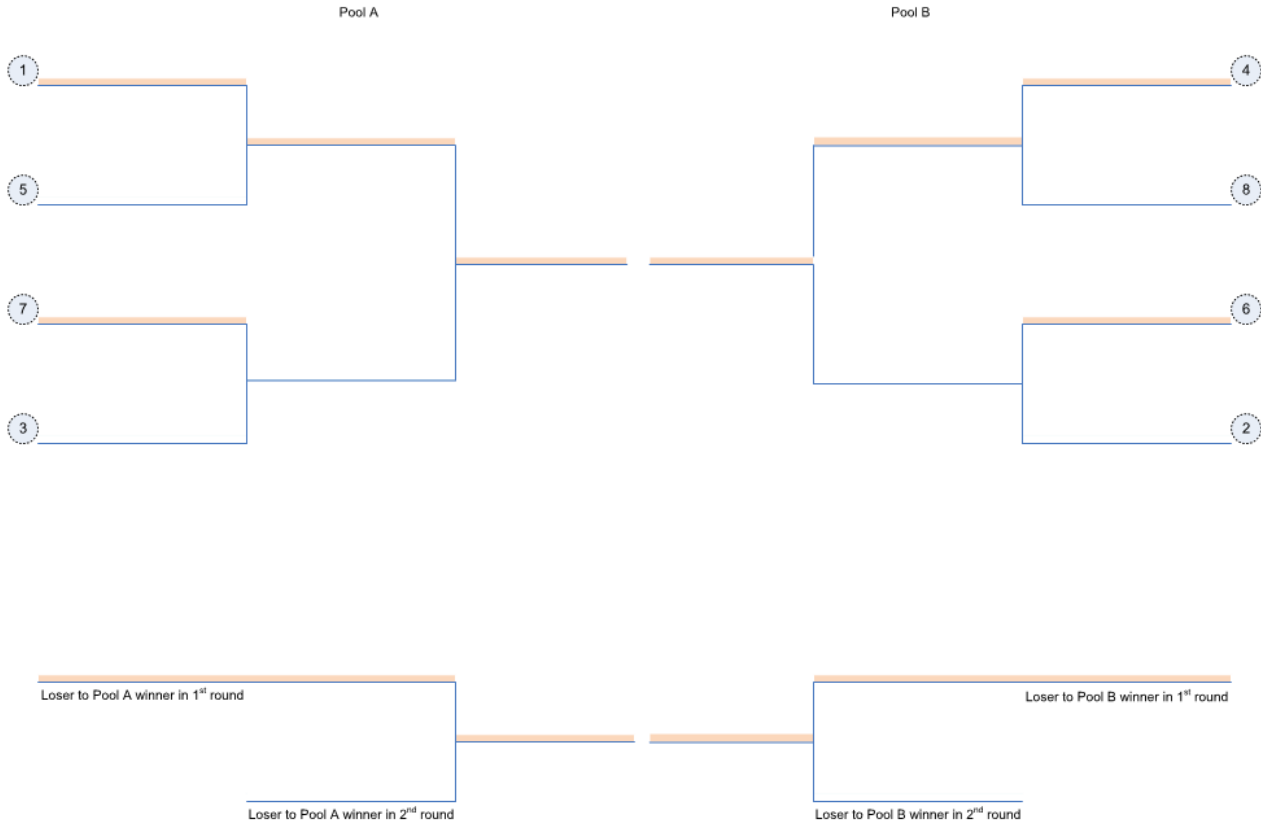 Pool A
Pool B
1
4
5
8
7
6
3
2
Loser to Pool A winner in 1st round
Loser to Pool B winner in 1st round
Loser to Pool A winner in 2nd round
Loser to Pool B winner in 2nd round